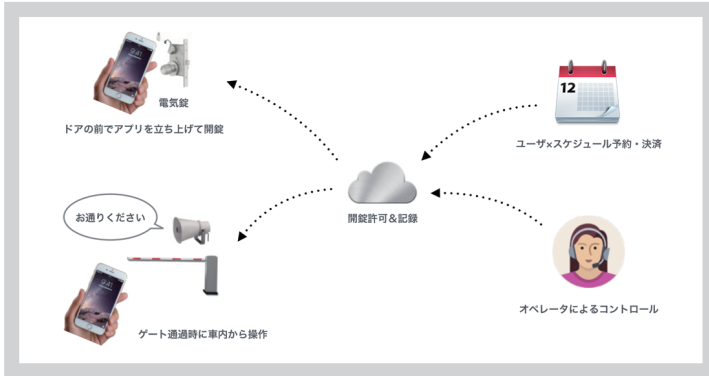 電気錠
ドアの前でアプリを立ち上げて開錠
12
ユーザ×スケジュール予約・決済
開錠許可&記録
お通りください
ゲート通過時に車内から操作
オペレータによるコントロール